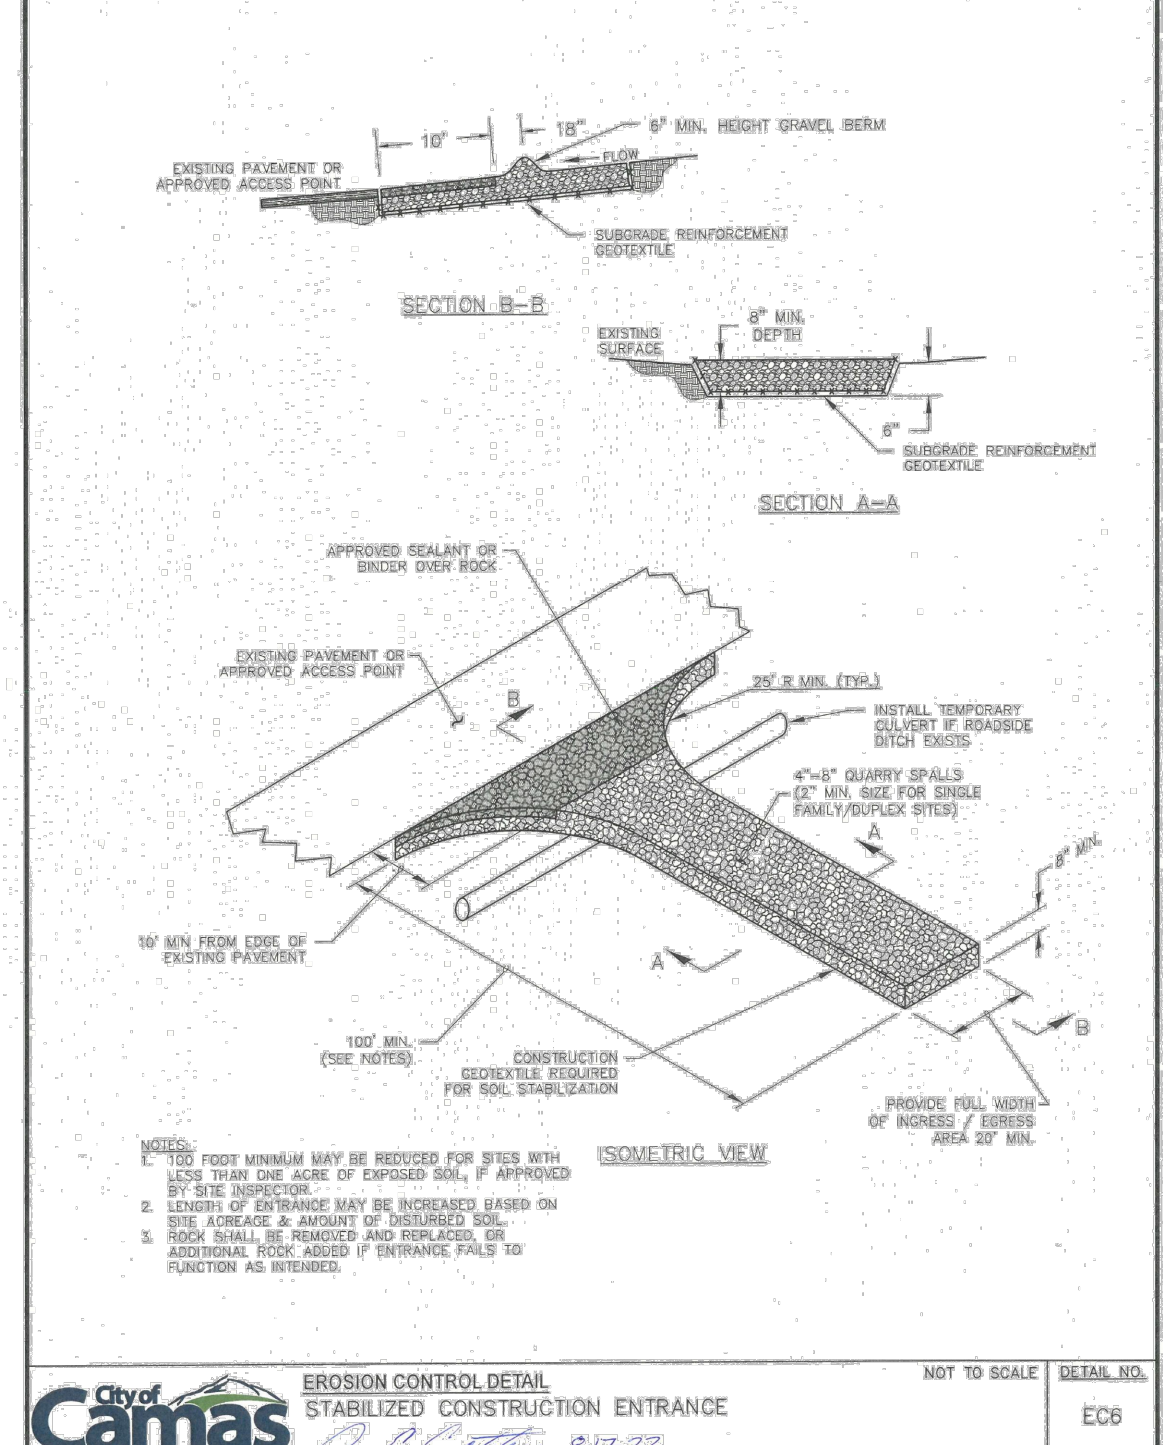 10'
18"
6" MIN. HEIGHT GRAVEL BERM
FLOW
EXISTING PAVEMENT OR
APPROVED ACCESS POINT
SUBGRADE REINFORCEMENT
GEOTEXTILE
SECTION B-B
8" MIN.
DEPTH
EXISTING
SURFACE
6"
SUBGRADE REINFORCEMENT
GEOTEXTILE
SECTION A-A
APPROVED SEALANT OR
BINDER OVER ROCK
EXISTING PAVEMENT OR
APPROVED ACCESS POINT
B
25' R MIN. (TYP.)
INSTALL TEMPORARY
CULVERT IF ROADSIDE
DITCH EXISTS
4"-8" QUARRY SPALLS
(2" MIN. SIZE FOR SINGLE
FAMILY/DUPLEX SITES)
A
8" MIN.
10' MIN FROM EDGE OF
EXISTING PAVEMENT
A
B
100' MIN.
(SEE NOTES)
CONSTRUCTION
GEOTEXTILE REQUIRED
FOR SOIL STABILIZATION
PROVIDE FULL WIDTH
OF INGRESS / EGRESS
AREA 20' MIN.
ISOMETRIC VIEW
NOTES:
1. 100 FOOT MINIMUM MAY BE REDUCED FOR SITES WITH
LESS THAN ONE ACRE OF EXPOSED SOIL, IF APPROVED
BY SITE INSPECTOR.
2. LENGTH OF ENTRANCE MAY BE INCREASED BASED ON
SITE ACREAGE & AMOUNT OF DISTURBED SOIL.
3. ROCK SHALL BE REMOVED AND REPLACED, OR
ADDITIONAL ROCK ADDED IF ENTRANCE FAILS TO
FUNCTION AS INTENDED.
City of
Camas
EROSION CONTROL DETAIL
STABILIZED CONSTRUCTION ENTRANCE
NOT TO SCALE
DETAIL NO.
EC6